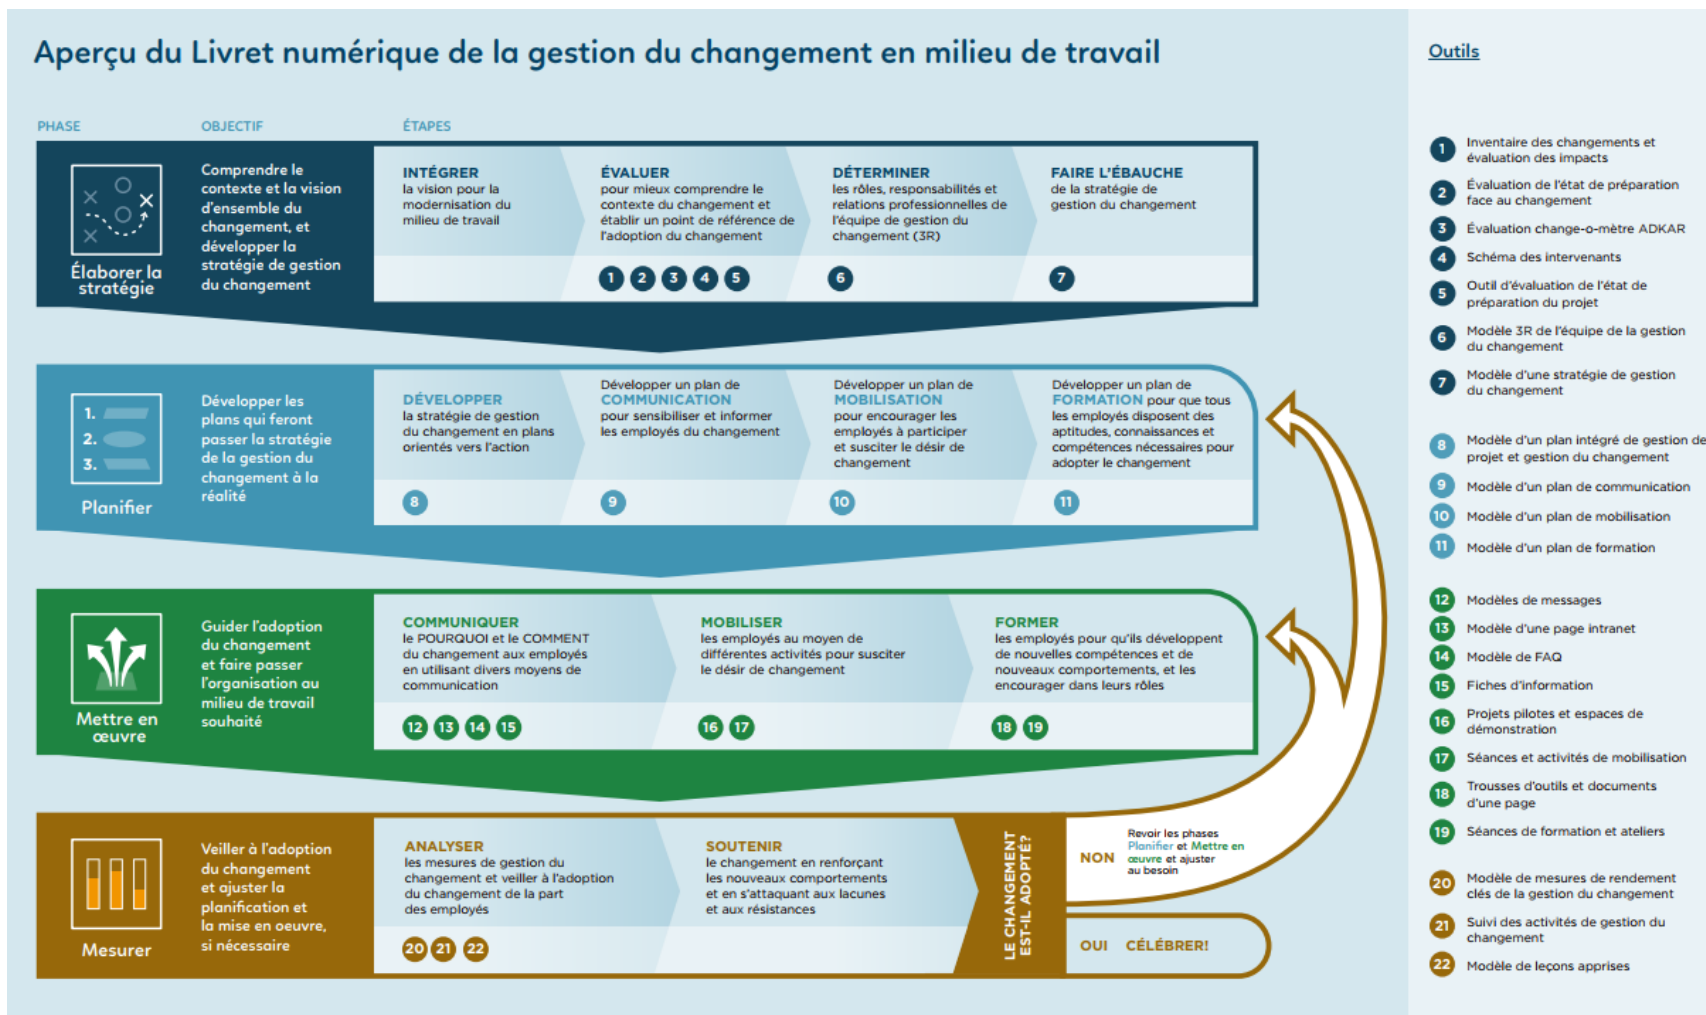 Aperçu du Livret numérique de la gestion du changement en milieu de travail
PHASE
OBJECTIF
ÉTAPES
Élaborer la
stratégie
Comprendre le
contexte et la vision
d'ensemble du
changement, et
développer la
stratégie de gestion
du changement
INTÉGRER
la vision pour la
modernisation du
milieu de travail
ÉVALUER
pour mieux comprendre le
contexte du changement et
établir un point de référence de
l'adoption du changement
1 2 3 4 5
DÉTERMINER
les rôles, responsabilités et
relations professionnelles de
l'équipe de gestion du
changement (3R)
6
FAIRE L'ÉBAUCHE
de la stratégie de
gestion du changement
7
1.
2.
3.
Planifier
Développer les
plans qui feront
passer la stratégie
de la gestion du
changement à la
réalité
DÉVELOPPER
la stratégie de gestion
du changement en plans
orientés vers l'action
8
Développer un plan de
COMMUNICATION
pour sensibiliser et informer
les employés du changement
9
Développer un plan de
MOBILISATION
pour encourager les
employés à participer
et susciter le désir de
changement
10
Développer un plan de
FORMATION pour que tous
les employés disposent des
aptitudes, connaissances et
compétences nécessaires pour
adopter le changement
11
Mettre en
œuvre
Guider l'adoption
du changement
et faire passer
l'organisation au
milieu de travail
souhaité
COMMUNIQUER
le POURQUOI et le COMMENT
du changement aux employés
en utilisant divers moyens de
communication
12 13 14 15
MOBILISER
les employés au moyen de
différentes activités pour susciter
le désir de changement
16 17
FORMER
les employés pour qu'ils développent
de nouvelles compétences et de
nouveaux comportements, et les
encourager dans leurs rôles
18 19
Mesurer
Veiller à l'adoption
du changement
et ajuster la
planification et
la mise en oeuvre,
si nécessaire
ANALYSER
les mesures de gestion du
changement et veiller à l'adoption
du changement de la part
des employés
20 21 22
SOUTENIR
le changement en renforçant
les nouveaux comportements
et en s'attaquant aux lacunes
et aux résistances
LE CHANGEMENT
EST-IL ADOPTÉ?
NON
Revoir les phases
Planifier et Mettre en
œuvre et ajuster
au besoin
OUI CÉLÉBRER!
Outils
1 Inventaire des changements et
évaluation des impacts
2 Évaluation de l'état de préparation
face au changement
3 Évaluation change-o-mètre ADKAR
4 Schéma des intervenants
5 Outil d'évaluation de l'état de
préparation du projet
6 Modèle 3R de l'équipe de la gestion
du changement
7 Modèle d'une stratégie de gestion
du changement
8 Modèle d'un plan intégré de gestion de
projet et gestion du changement
9 Modèle d'un plan de communication
10 Modèle d'un plan de mobilisation
11 Modèle d'un plan de formation
12 Modèles de messages
13 Modèle d'une page intranet
14 Modèle de FAQ
15 Fiches d'information
16 Projets pilotes et espaces de
démonstration
17 Séances et activités de mobilisation
18 Trousses d'outils et documents
d'une page
19 Séances de formation et ateliers
20 Modèle de mesures de rendement
clés de la gestion du changement
21 Suivi des activités de gestion du
changement
22 Modèle de leçons apprises